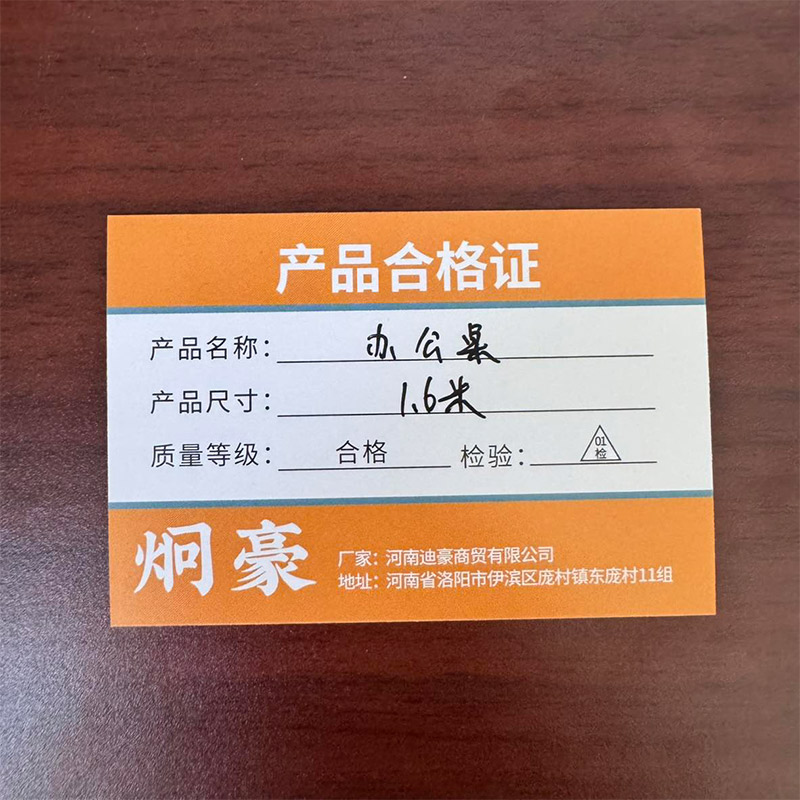 产品合格证
产品名称：办公桌
产品尺寸：1.6米
质量等级：合格 检验：01检
炯豪
厂家：河南迪豪商贸有限公司
地址：河南省洛阳市伊滨区庞村镇东庞村11组